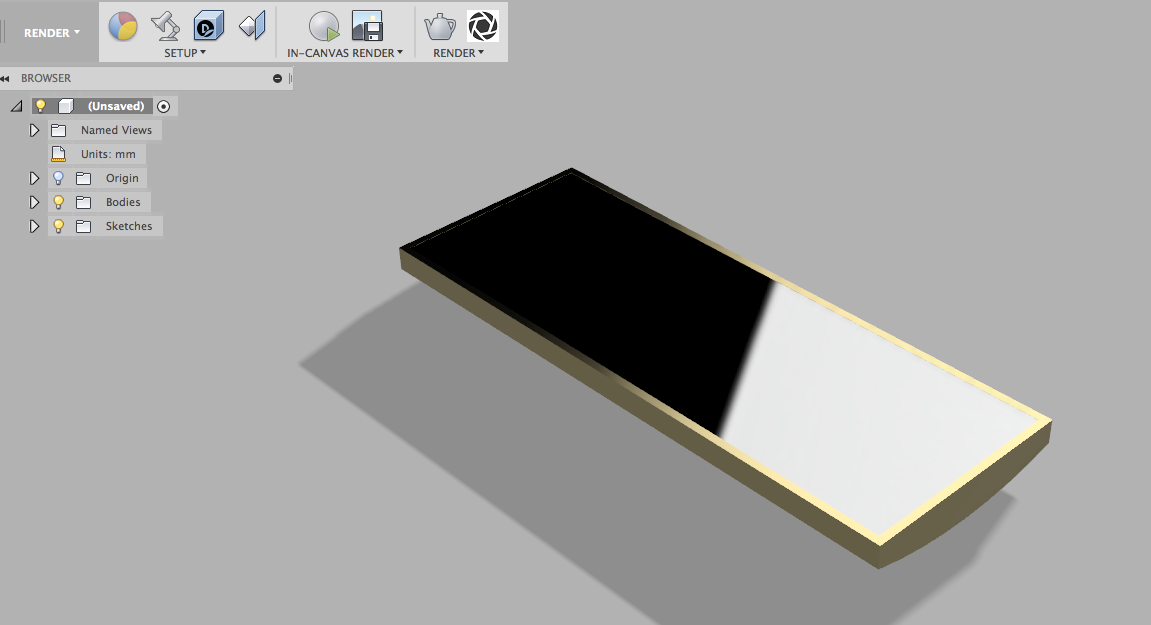 RENDER
SETUP
IN-CANVAS RENDER
RENDER
BROWSER
(Unsaved)
Named Views
Units: mm
Origin
Bodies
Sketches
D